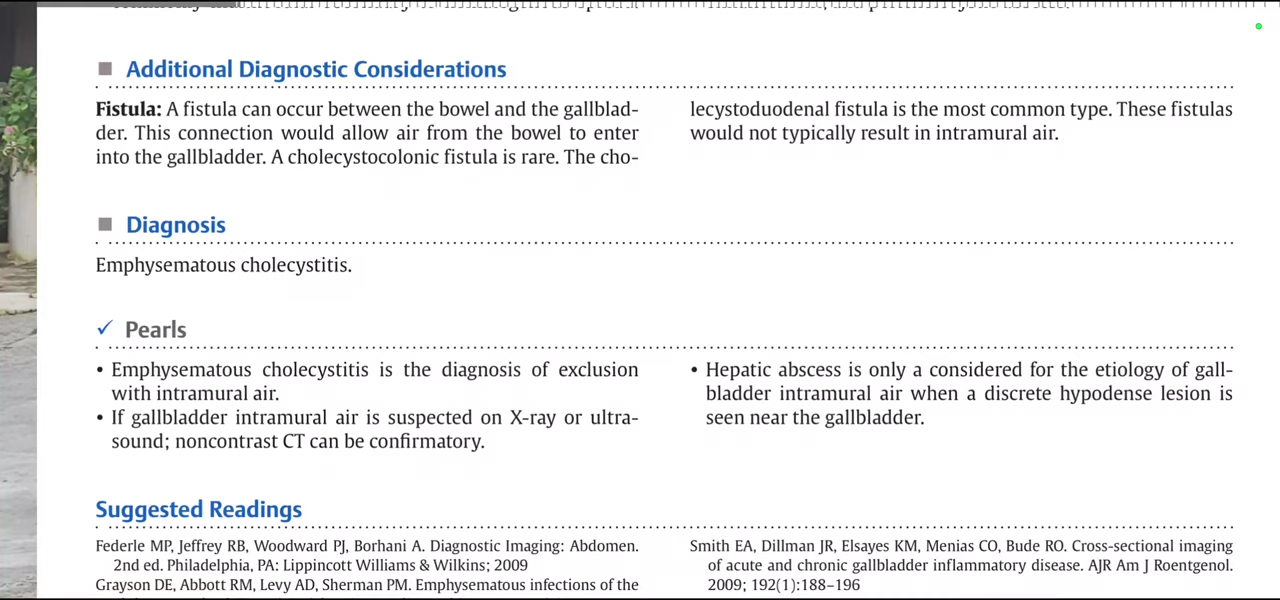 Additional Diagnostic Considerations
Fistula: A fistula can occur between the bowel and the gallblad-
der. This connection would allow air from the bowel to enter
into the gallbladder. A cholecystocolonic fistula is rare. The cho-
lecystoduodenal fistula is the most common type. These fistulas
would not typically result in intramural air.
Diagnosis
Emphysematous cholecystitis.
✓ Pearls
• Emphysematous cholecystitis is the diagnosis of exclusion
with intramural air.
• If gallbladder intramural air is suspected on X-ray or ultra-
sound; noncontrast CT can be confirmatory.
• Hepatic abscess is only a considered for the etiology of gall-
bladder intramural air when a discrete hypodense lesion is
seen near the gallbladder.
Suggested Readings
Federle MP, Jeffrey RB, Woodward PJ, Borhani A. Diagnostic Imaging: Abdomen.
2nd ed. Philadelphia, PA: Lippincott Williams & Wilkins; 2009
Grayson DE, Abbott RM, Levy AD, Sherman PM. Emphysematous infections of the
Smith EA, Dillman JR, Elsayes KM, Menias CO, Bude RO. Cross-sectional imaging
of acute and chronic gallbladder inflammatory disease. AJR Am J Roentgenol.
2009; 192(1):188–196